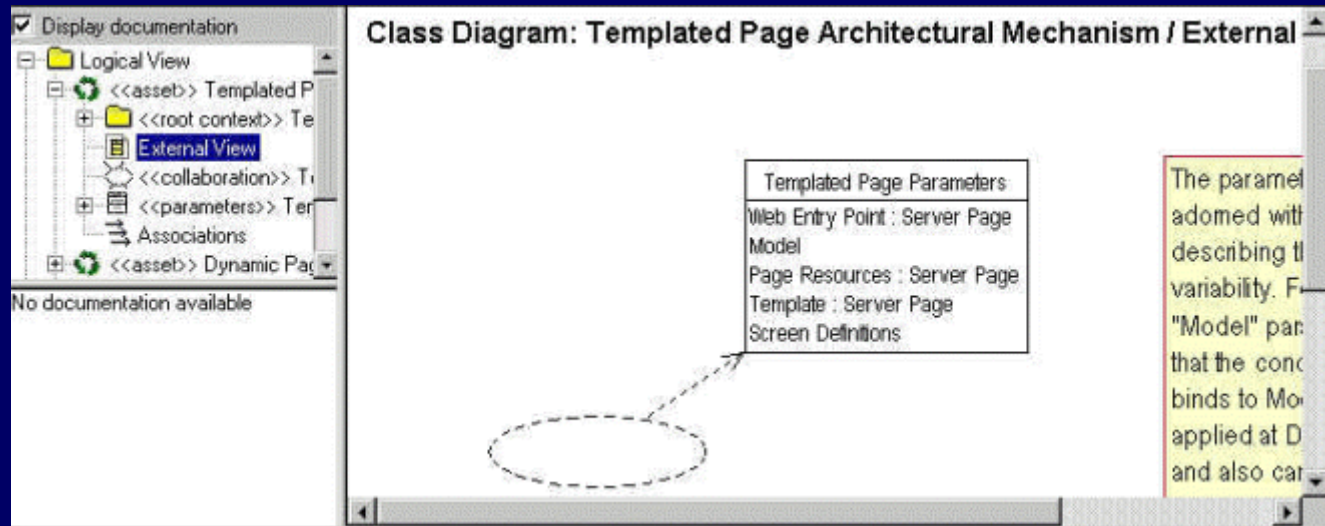 Display documentation
Logical View
<<asset>> Templated P
<<root context>> Te
External View
<<collaboration>> T
<<parameters>> Ter
Associations
<<asset>> Dynamic Pag
No documentation available
Class Diagram: Templated Page Architectural Mechanism / External
Templated Page Parameters
Web Entry Point : Server Page
Model
Page Resources : Server Page
Template : Server Page
Screen Definitions
The paramet
adorned with
describing t
variability. F
"Model" par
that the conc
binds to Mo
applied at D
and also car